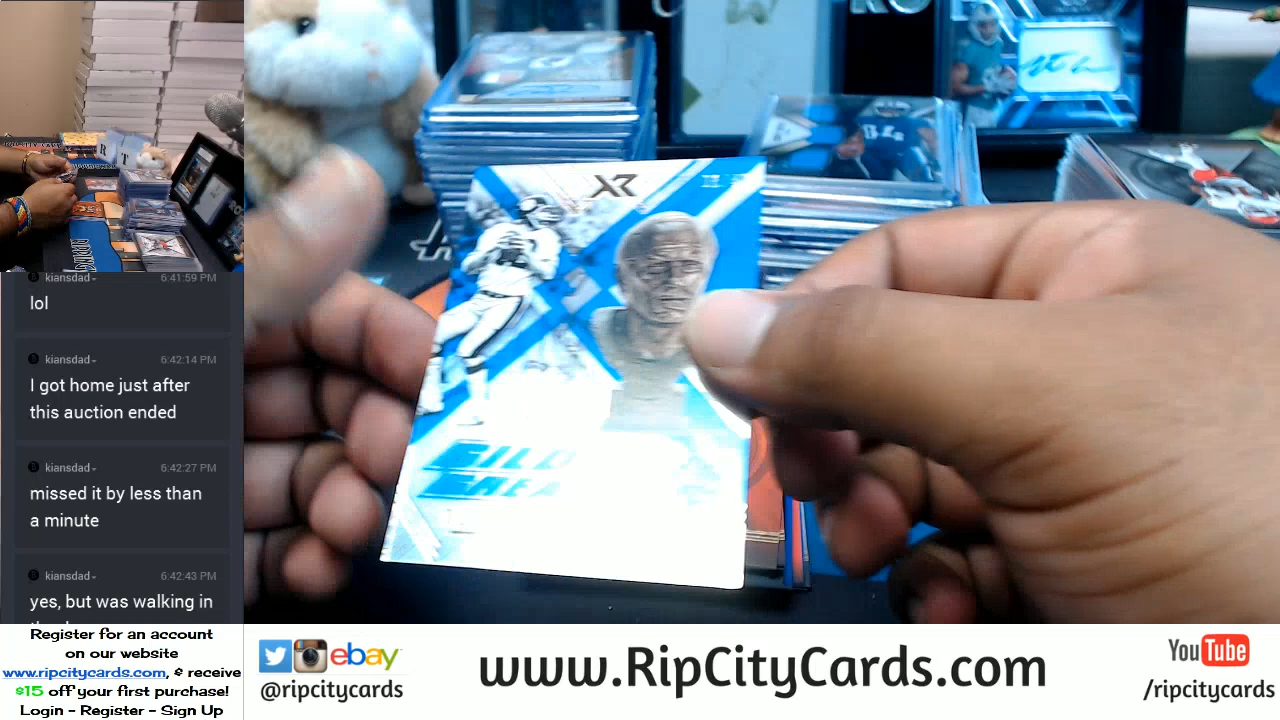 kiansdad 6:41:59 PM
lol
kiansdad 6:42:14 PM
I got home just after
this auction ended
kiansdad 6:42:27 PM
missed it by less than
a minute
kiansdad 6:42:43 PM
yes, but was walking in
Register for an account
on our website
www.ripcitycards.com, & receive
$15 off your first purchase!
Login - Register - Sign Up
XR
ebay
@ripcitycards
www.RipCityCards.com
YouTube
/ripcitycards